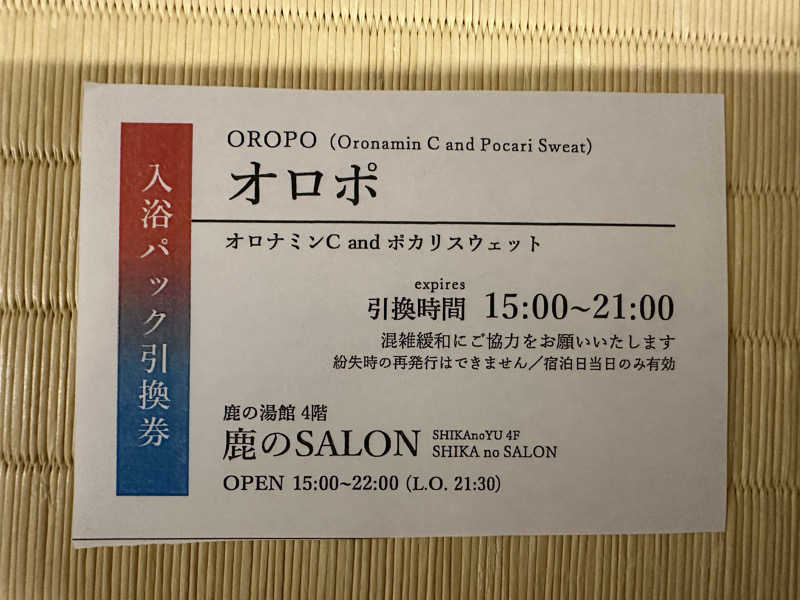 入浴パック引換券
OROPO（Oronamin C and Pocari Sweat）
オロポ
オロナミンC and ポカリスウェット
expires
引換時間 15:00~21:00
混雑緩和にご協力をお願いいたします
紛失時の再発行はできません／宿泊日当日のみ有効
鹿の湯館 4階
鹿のSALON SHIKAnoYU 4F
SHIKA no SALON
OPEN 15:00~22:00 (L.O. 21:30)